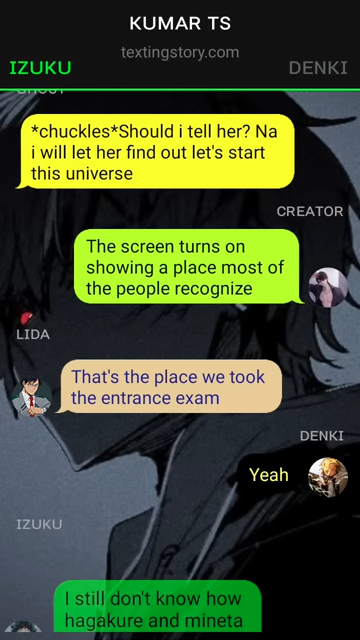 KUMAR TS
textingstory.com
IZUKU
DENKI
GHOST
*chuckles*Should i tell her? Na
i will let her find out let's start
this universe
CREATOR
The screen turns on
showing a place most of
the people recognize
LIDA
That's the place we took
the entrance exam
DENKI
Yeah
IZUKU
I still don't know how
hagakure and mineta